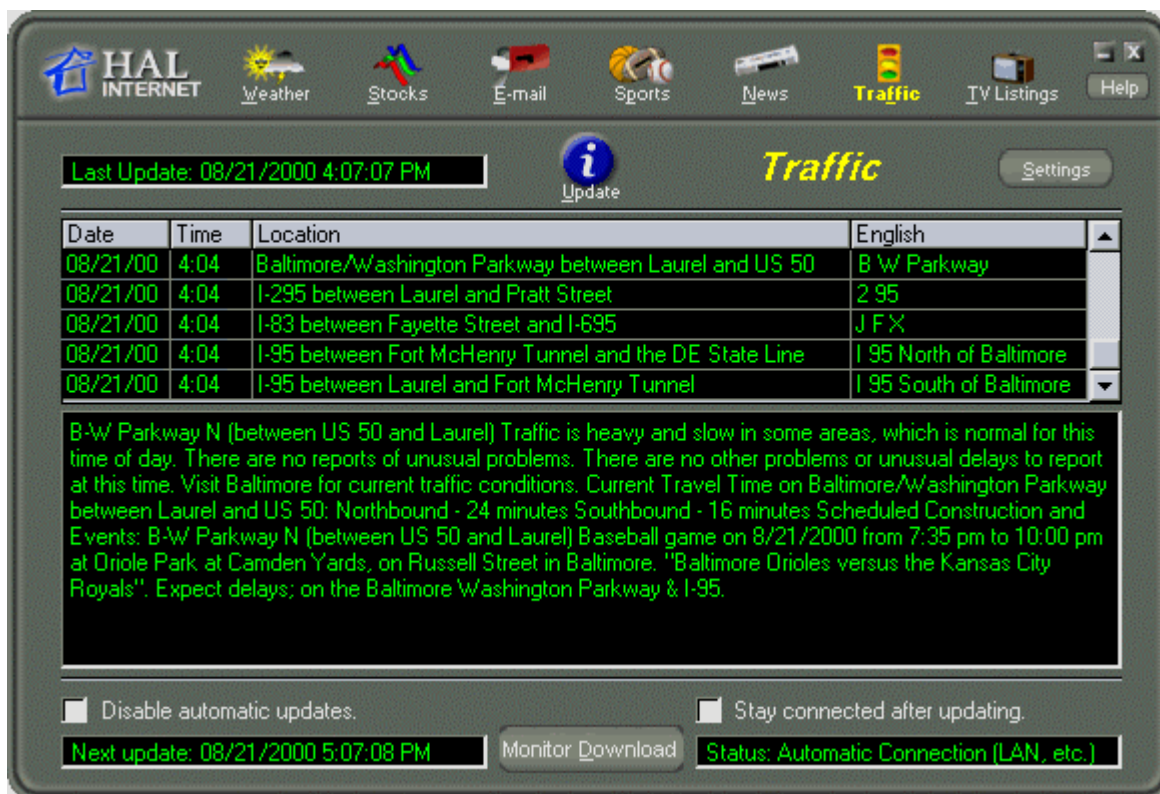 HAL
INTERNET
Weather
Stocks
E-mail
Sports
News
Traffic
TV Listings
X
Help
Last Update: 08/21/2000 4:07:07 PM
i
Update
Traffic
Settings
Date Time Location English
08/21/00 4:04 Baltimore/Washington Parkway between Laurel and US 50 B W Parkway
08/21/00 4:04 I-295 between Laurel and Pratt Street 2 95
08/21/00 4:04 I-83 between Fayette Street and I-695 J F X
08/21/00 4:04 I-95 between Fort McHenry Tunnel and the DE State Line I 95 North of Baltimore
08/21/00 4:04 I-95 between Laurel and Fort McHenry Tunnel I 95 South of Baltimore
B-W Parkway N (between US 50 and Laurel) Traffic is heavy and slow in some areas, which is normal for this
time of day. There are no reports of unusual problems. There are no other problems or unusual delays to report
at this time. Visit Baltimore for current traffic conditions. Current Travel Time on Baltimore/Washington Parkway
between Laurel and US 50: Northbound - 24 minutes Southbound - 16 minutes Scheduled Construction and
Events: B-W Parkway N (between US 50 and Laurel) Baseball game on 8/21/2000 from 7:35 pm to 10:00 pm
at Oriole Park at Camden Yards, on Russell Street in Baltimore. "Baltimore Orioles versus the Kansas City
Royals". Expect delays; on the Baltimore Washington Parkway & I-95.
Disable automatic updates.
Stay connected after updating.
Next update: 08/21/2000 5:07:08 PM
Monitor Download
Status: Automatic Connection (LAN, etc.)